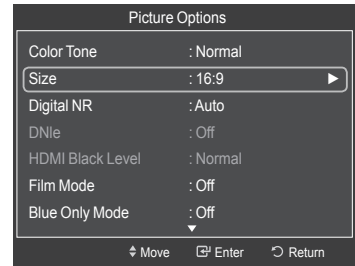 Picture Options
Color Tone : Normal
Size : 16:9 ►
Digital NR : Auto
DNIe : Off
HDMI Black Level : Normal
Film Mode : Off
Blue Only Mode : Off
▼
Move Enter Return